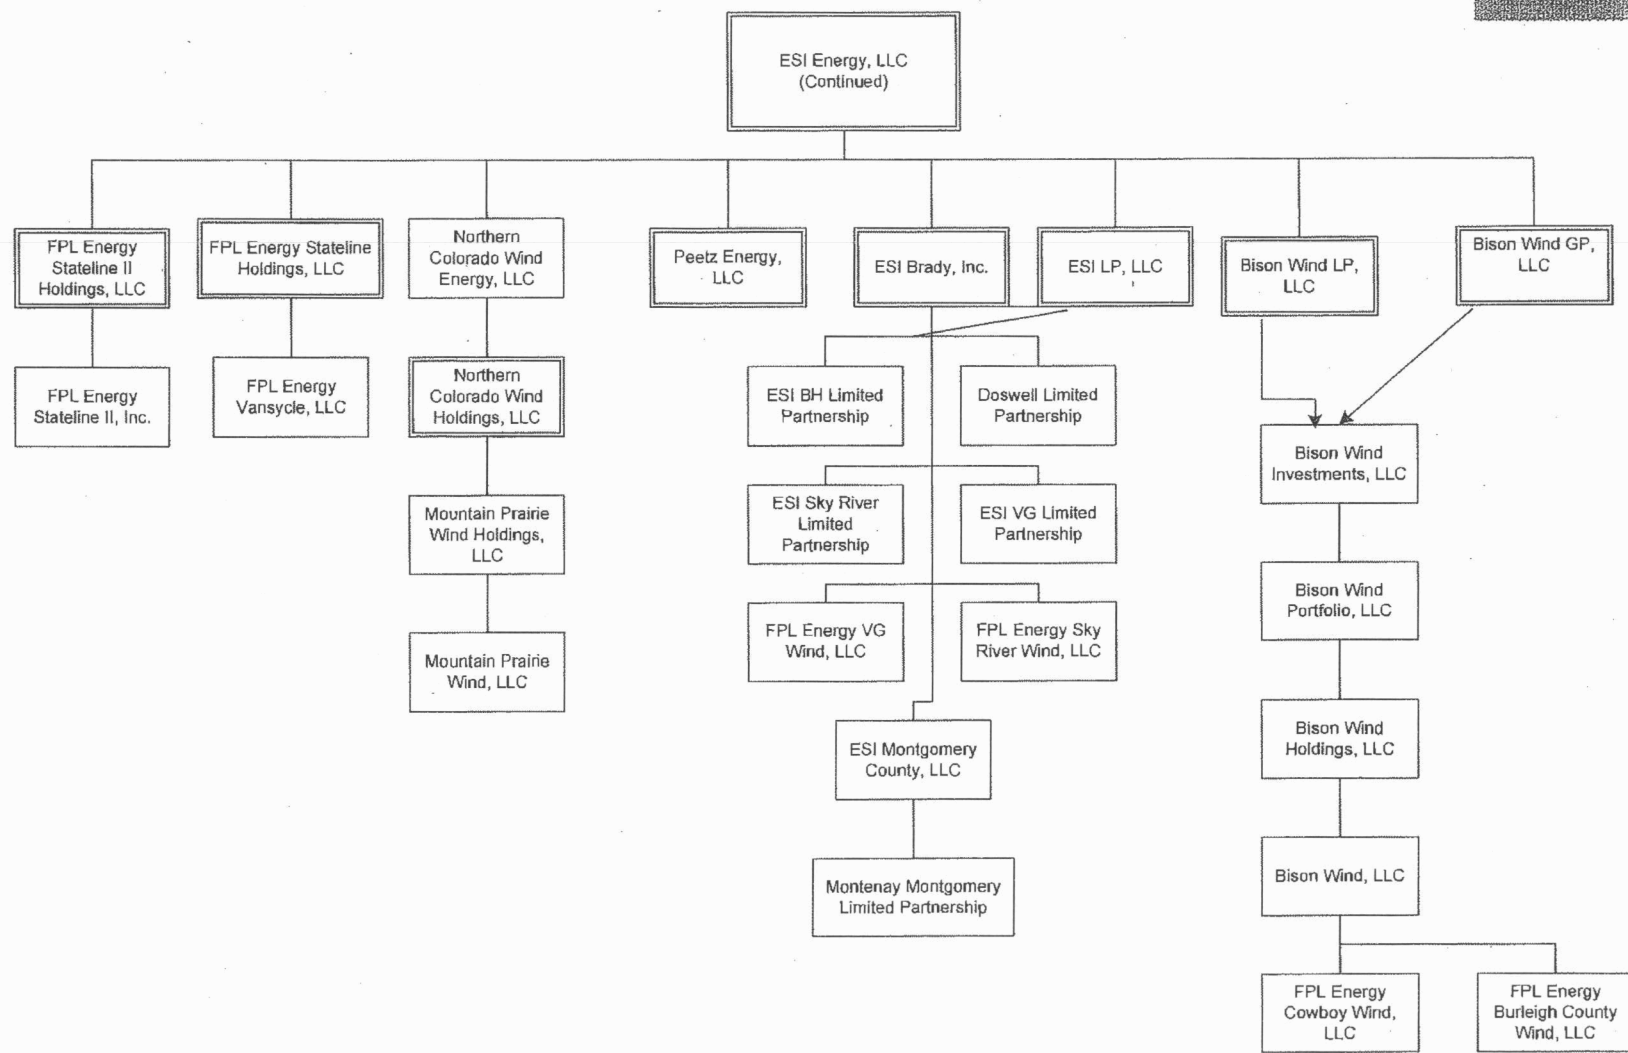 ESI Energy, LLC
(Continued)
FPL Energy
Stateline II
Holdings, LLC
FPL Energy Stateline
Holdings, LLC
Northern
Colorado Wind
Energy, LLC
Peetz Energy,
LLC
ESI Brady, Inc.
ESI LP, LLC
Bison Wind LP,
LLC
Bison Wind GP,
LLC
FPL Energy
Stateline II, Inc.
FPL Energy
Vansycle, LLC
Northern
Colorado Wind
Holdings, LLC
ESI BH Limited
Partnership
Doswell Limited
Partnership
Bison Wind
Investments, LLC
Mountain Prairie
Wind Holdings,
LLC
ESI Sky River
Limited
Partnership
ESI VG Limited
Partnership
Bison Wind
Portfolio, LLC
Mountain Prairie
Wind, LLC
FPL Energy VG
Wind, LLC
FPL Energy Sky
River Wind, LLC
ESI Montgomery
County, LLC
Bison Wind
Holdings, LLC
Montenay Montgomery
Limited Partnership
Bison Wind, LLC
FPL Energy
Cowboy Wind,
LLC
FPL Energy
Burleigh County
Wind, LLC